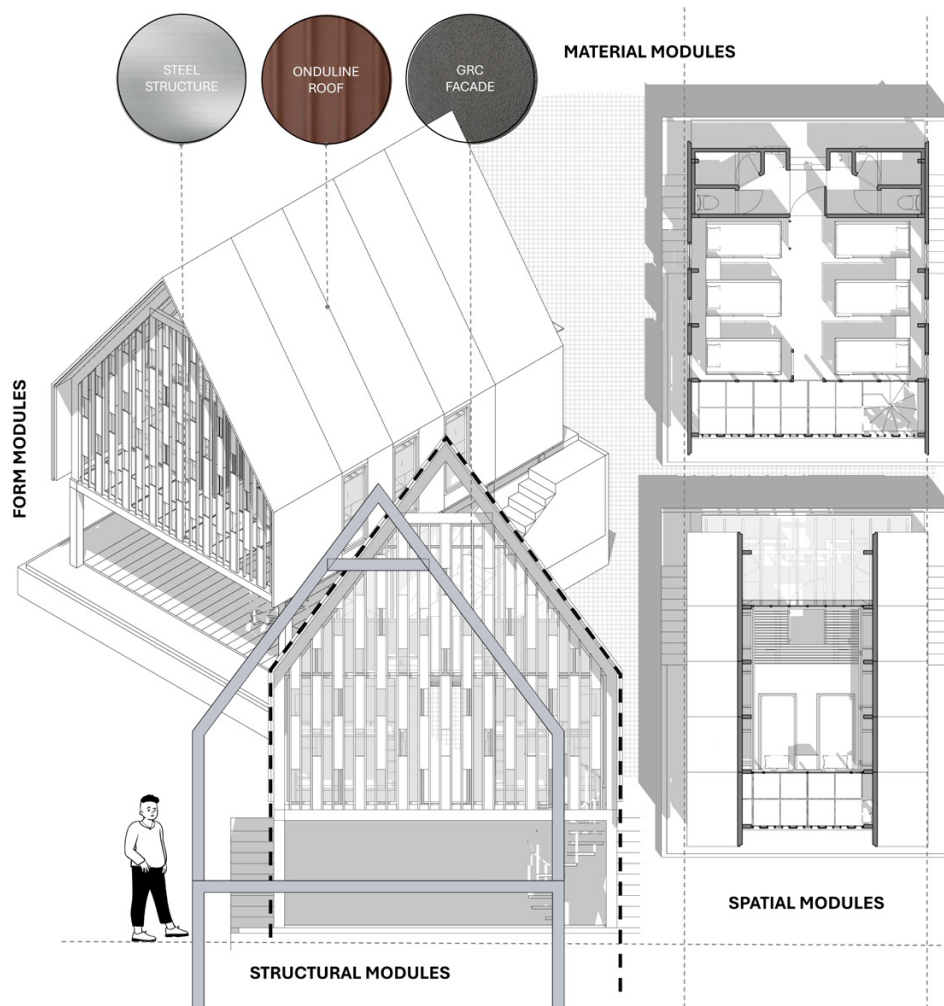 STEEL
STRUCTURE
ONDULINE
ROOF
GRC
FACADE
MATERIAL MODULES
FORM MODULES
SPATIAL MODULES
STRUCTURAL MODULES